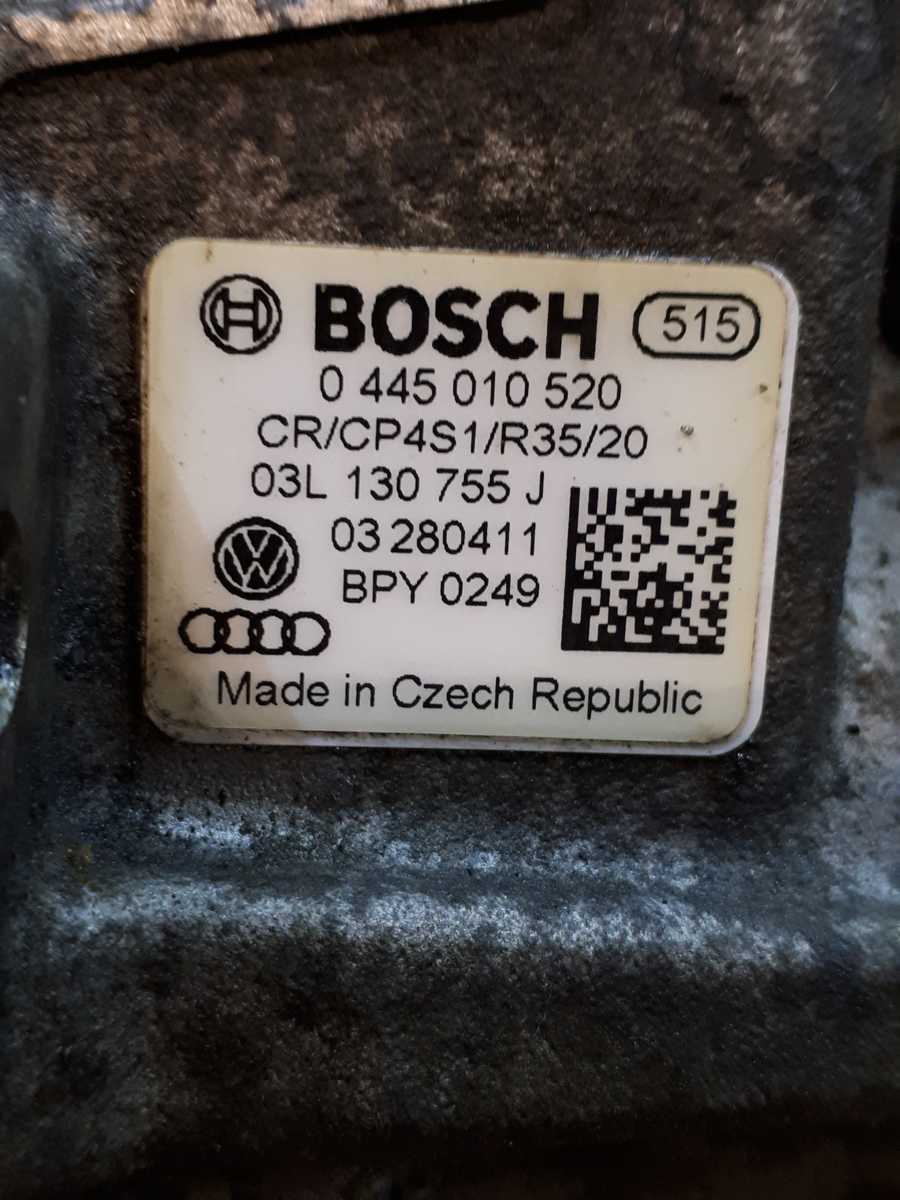 BOSCH 515
0 445 010 520
CR/CP4S1/R35/20
03L 130 755 J
03 280411
BPY 0249
Made in Czech Republic